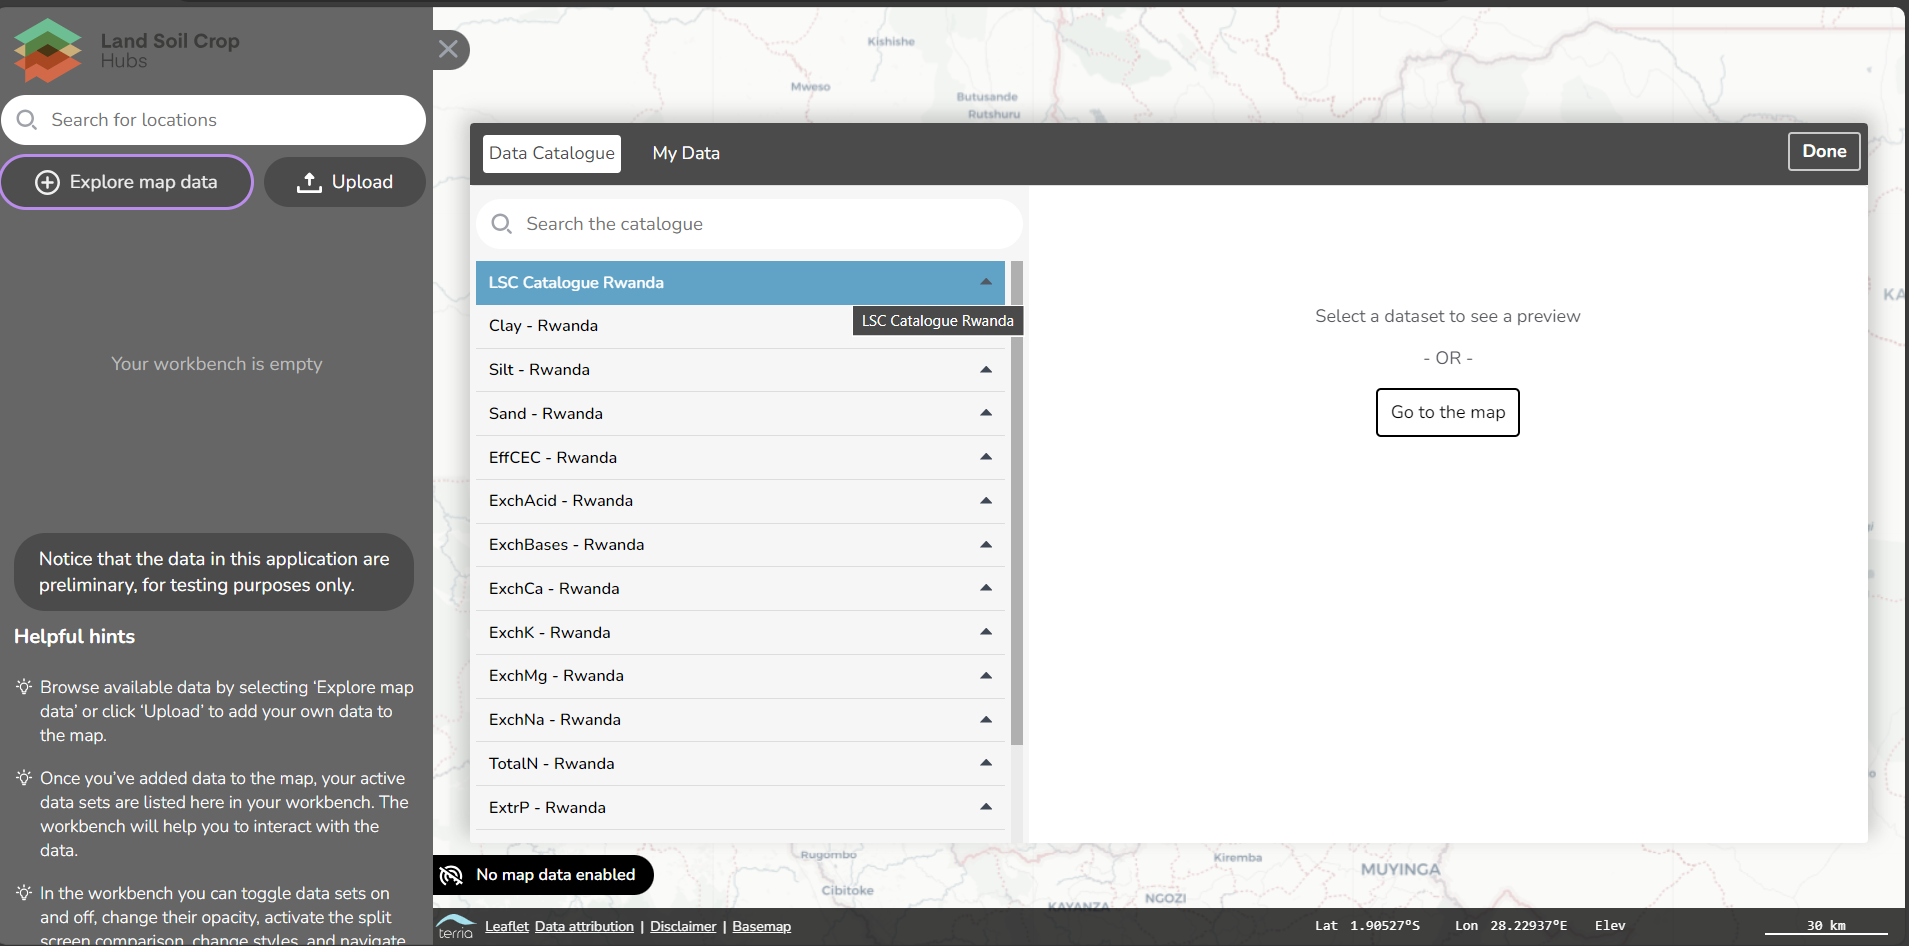 Land Soil Crop
Hubs
Search for locations
Explore map data
Upload
Your workbench is empty
Notice that the data in this application are
preliminary, for testing purposes only.
Helpful hints
Browse available data by selecting ‘Explore map
data’ or click ‘Upload’ to add your own data to
the map.
Once you’ve added data to the map, your active
data sets are listed here in your workbench. The
workbench will help you to interact with the
data.
In the workbench you can toggle data sets on
and off, change their opacity, activate the split
screen comparison, change styles, and navigate
Kishishe
Mweso
Butusande
Rutshuru
Data Catalogue
My Data
Done
Search the catalogue
LSC Catalogue Rwanda
LSC Catalogue Rwanda
Clay - Rwanda
Silt - Rwanda
Sand - Rwanda
EffCEC - Rwanda
ExchAcid - Rwanda
ExchBases - Rwanda
ExchCa - Rwanda
ExchK - Rwanda
ExchMg - Rwanda
ExchNa - Rwanda
TotalN - Rwanda
ExtrP - Rwanda
Select a dataset to see a preview
- OR -
Go to the map
KA
Rugombo
Cibitoke
Kiremba
MUYINGA
NGOZI
KAYANZA
No map data enabled
terria
Leaflet Data attribution | Disclaimer | Basemap
Lat 1.90527°S Lon 28.22937°E Elev
30 km